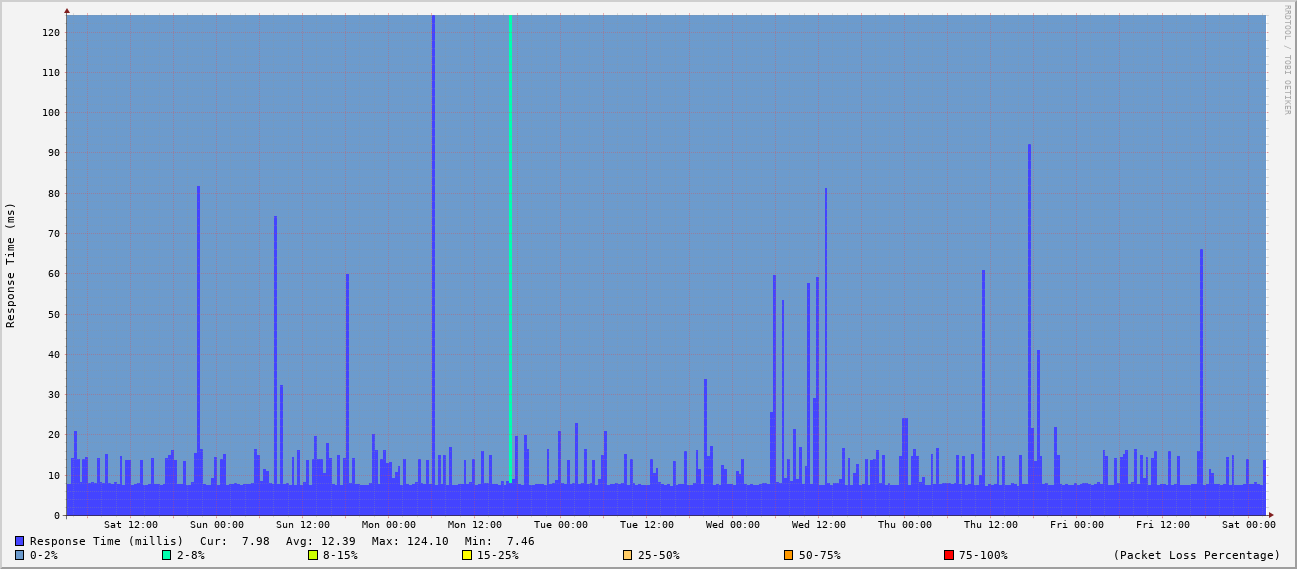 RRDTOOL / TOBI OETIKER
Response Time (ms)
120
110
100
90
80
70
60
50
40
30
20
10
0
Sat 12:00 Sun 00:00 Sun 12:00 Mon 00:00 Mon 12:00 Tue 00:00 Tue 12:00 Wed 00:00 Wed 12:00 Thu 00:00 Thu 12:00 Fri 00:00 Fri 12:00 Sat 00:00
Response Time (millis) Cur: 7.98 Avg: 12.39 Max: 124.10 Min: 7.46
0-2% 2-8% 8-15% 15-25% 25-50% 50-75% 75-100% (Packet Loss Percentage)